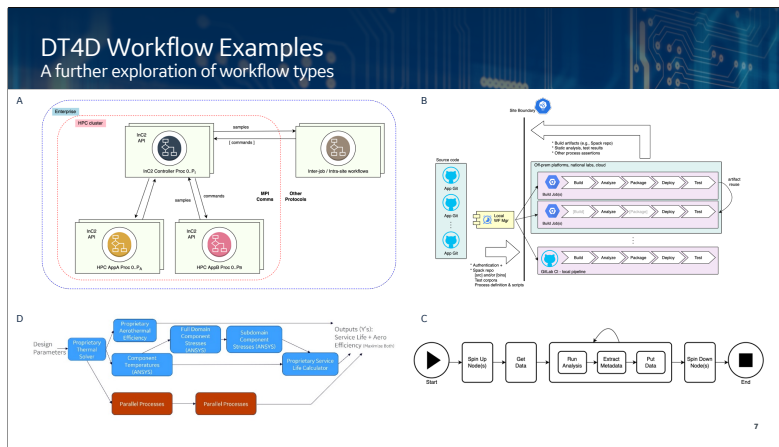 DT4D Workflow Examples
A further exploration of workflow types
A
Enterprise
HPC cluster
InC2
API
InC2 Controller Proc 0..P
samples
[ commands ]
Inter-job / Intra-site workflows
samples
commands
MPI
Comms
Other
Protocols
InC2
API
HPC AppA Proc 0..P
InC2
API
HPC AppB Proc 0..Pn
B
Site Boundary
* Build artifacts (e.g., Spack repo)
* Static analysis, test results
* Other process assertions
Source code
App Git
App Git
App Git
Local
WF Mgr
* Authentication +
* Spack repo
[src] and/or [bins]
Test corpora
Process definition & scripts
Off-prem platforms, national labs, cloud
Build Job(s)
Build
Analyze
Package
Deploy
Test
artifact
reuse
Build Job(s)
[Build]
Analyze
[Package]
Deploy
Test
GitLab CI - local pipeline
Build
Analyze
Package
Deploy
Test
D
Design
Parameters
Proprietary
Thermal
Solver
Proprietary
Aerothermal
Efficiency
Component
Temperatures
(ANSYS)
Full Domain
Component
Stresses
(ANSYS)
Subdomain
Component
Stresses (ANSYS)
Proprietary Service
Life Calculator
Outputs (Y's):
Service Life + Aero
Efficiency (Maximize Both)
Parallel Processes
Parallel Processes
C
Start
Spin Up
Node(s)
Get
Data
Run
Analysis
Extract
Metadata
Put
Data
Spin Down
Node(s)
End
7